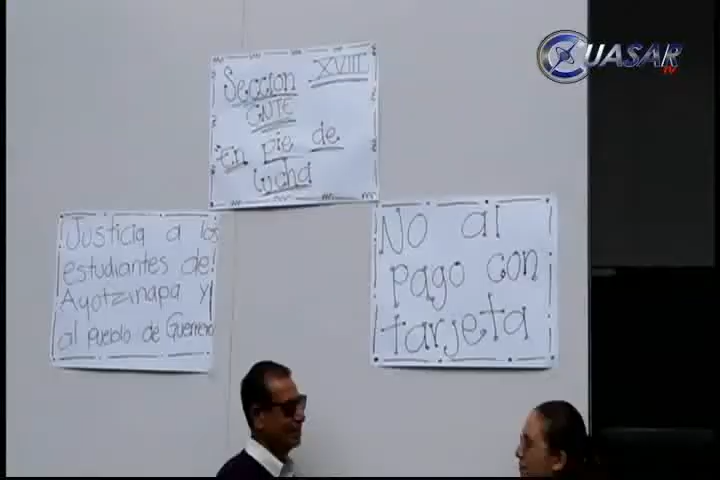 QUASAR
TV
Sección XVIII
CNTE
En pie de
lucha
Justicia a los
estudiantes de
Ayotzinapa y
al pueblo de Guerrero
No al
pago con
tarjeta